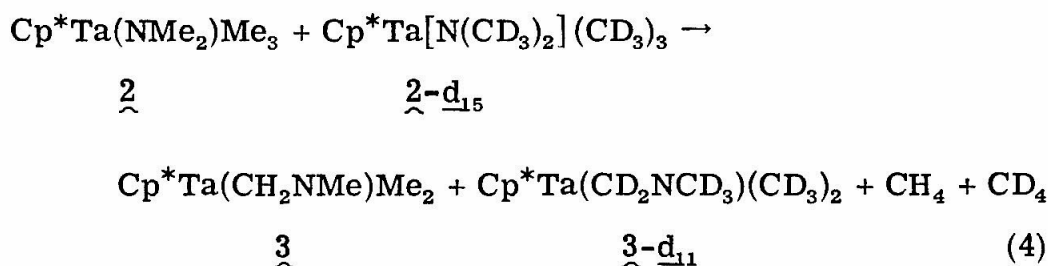 Cp*Ta(NMe₂)Me₃ + Cp*Ta[N(CD₃)₂](CD₃)₃ →
2 2-d₁₅
Cp*Ta(CH₂NMe)Me₂ + Cp*Ta(CD₂NCD₃)(CD₃)₂ + CH₄ + CD₄
3 3-d₁₁ (4)